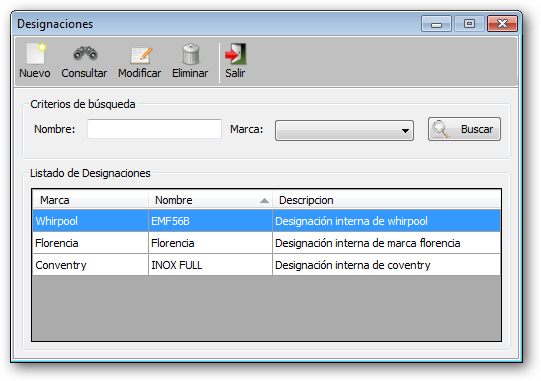 Designaciones
Nuevo Consultar Modificar Eliminar Salir
Criterios de búsqueda
Nombre: Marca: Buscar
Listado de Designaciones
Marca Nombre Descripcion
Whirpool EMF56B Designación interna de whirpool
Florencia Florencia Designación interna de marca florencia
Conventry INOX FULL Designación interna de coventry